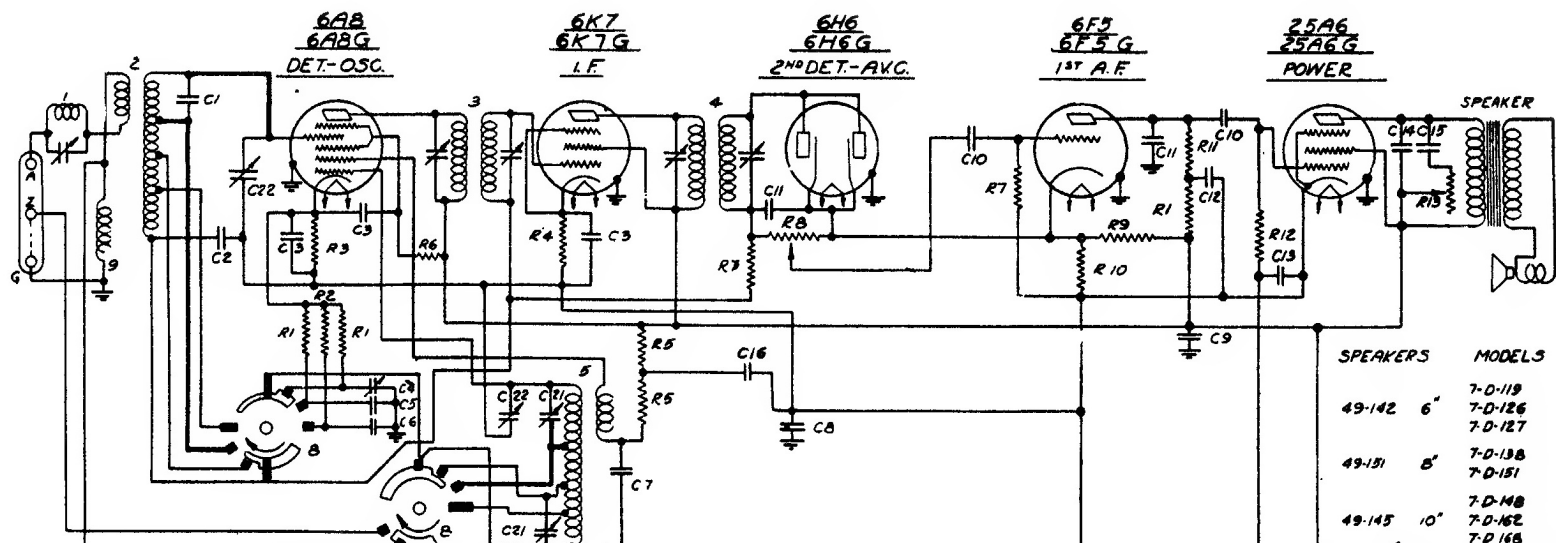 6A8
6A8G
DET.-OSC.
6K7
6K7G
I.F.
6H6
6H6G
2ND DET.-A.V.C.
6F5
6F5G
1ST A.F.
25A6
25A6G
POWER
2
1
C1
3
4
SPEAKER
A
Z
G
C22
C10
R7
C11
R11
C10
C14
C15
R13
9
C2
C3
R3
C3
R6
R4
C3
C11
R8
R7
R9
R10
R1
C12
R12
C13
R1
R2
R1
R5
C16
C9
5
R5
C4
C5
C6
C22
C21
C8
8
C7
8
C21
SPEAKERS MODELS
7-D-119
49-142 6" 7-D-126
7-D-127
49-151 8" 7-D-138
7-D-151
7-D-148
49-145 10" 7-D-162
7-D-168